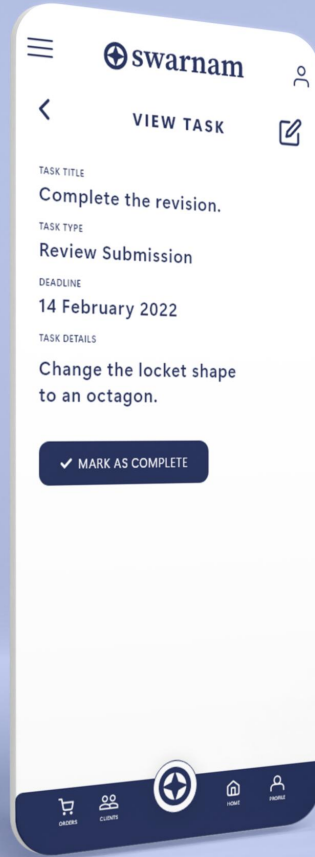 swarnam
VIEW TASK
TASK TITLE
Complete the revision.
TASK TYPE
Review Submission
DEADLINE
14 February 2022
TASK DETAILS
Change the locket shape
to an octagon.
MARK AS COMPLETE
ORDERS
CLIENTS
HOME
PROFILE